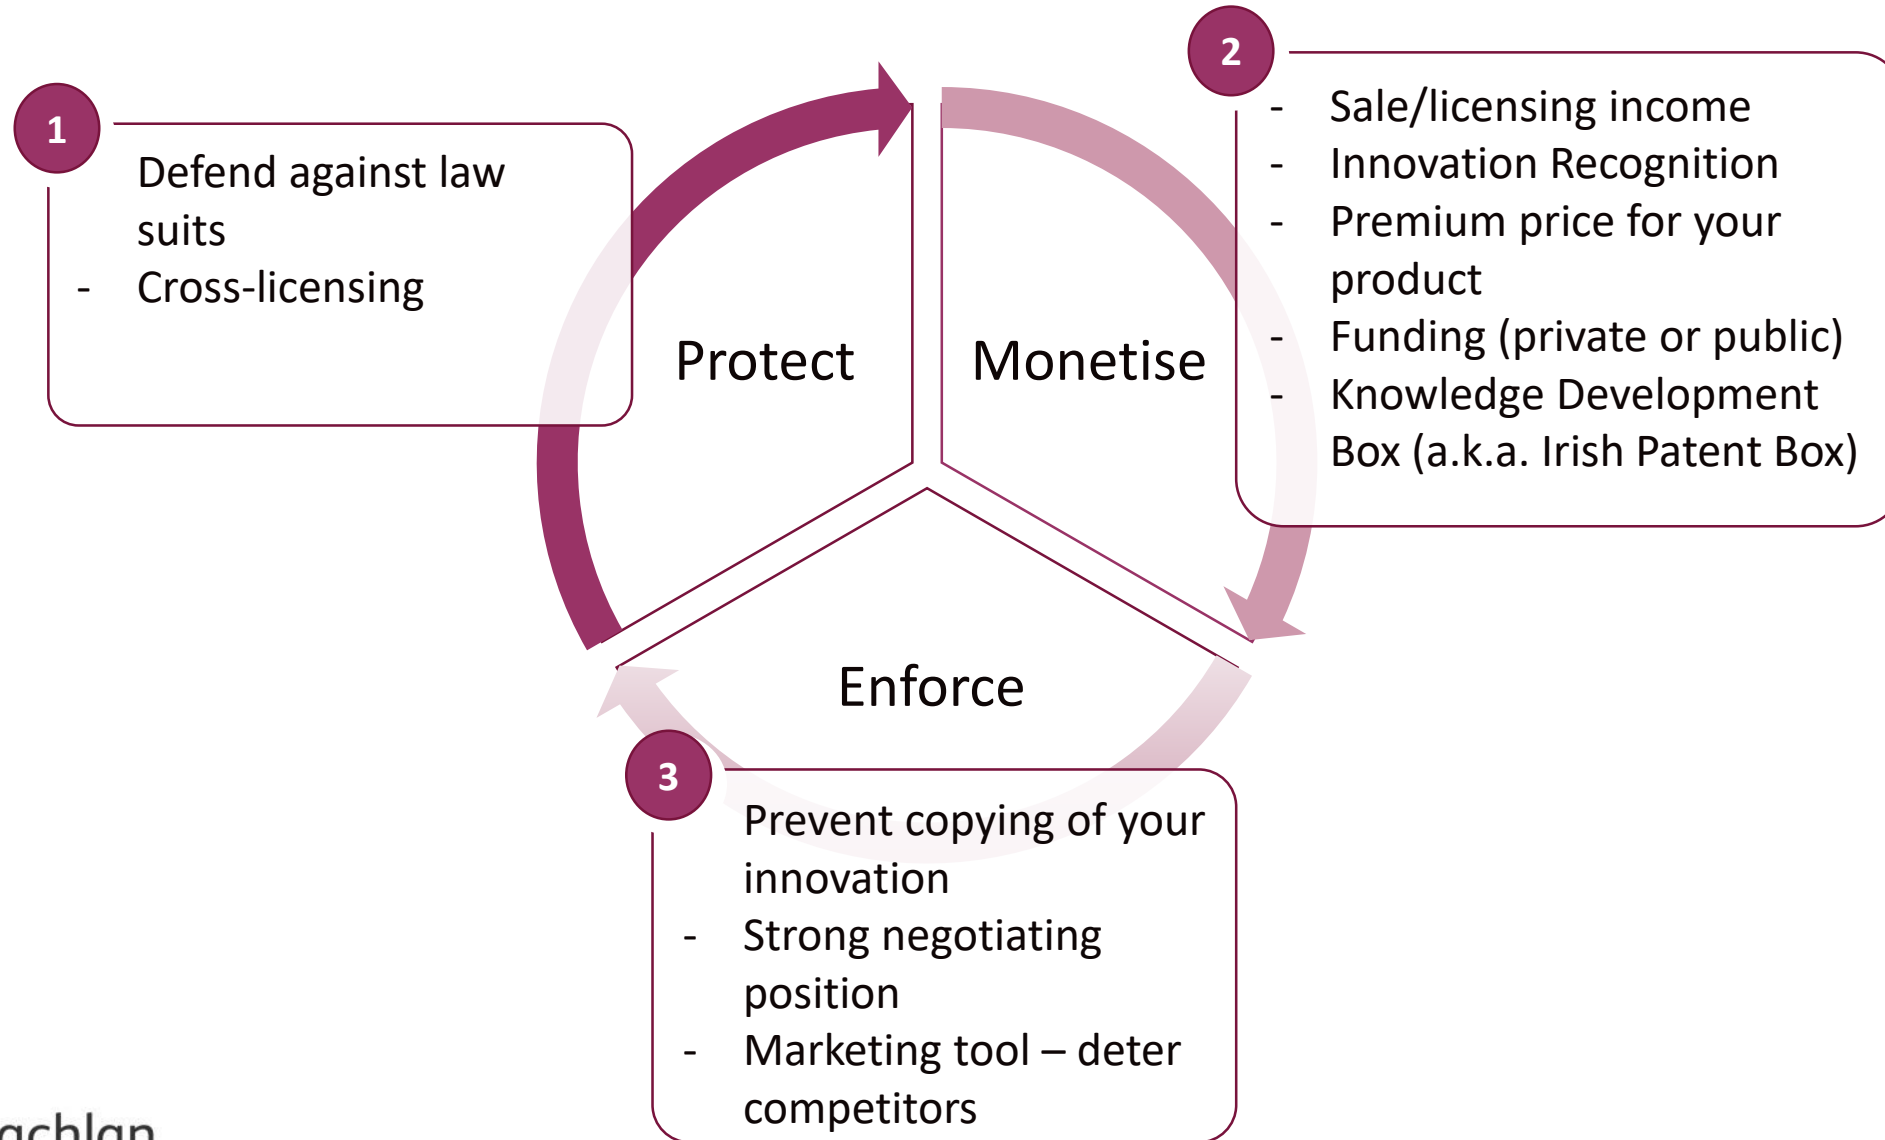 1
Defend against law
suits
- Cross-licensing
Protect
2
- Sale/licensing income
- Innovation Recognition
- Premium price for your
product
- Funding (private or public)
- Knowledge Development
Box (a.k.a. Irish Patent Box)
Monetise
Enforce
3
Prevent copying of your
innovation
- Strong negotiating
position
- Marketing tool – deter
competitors